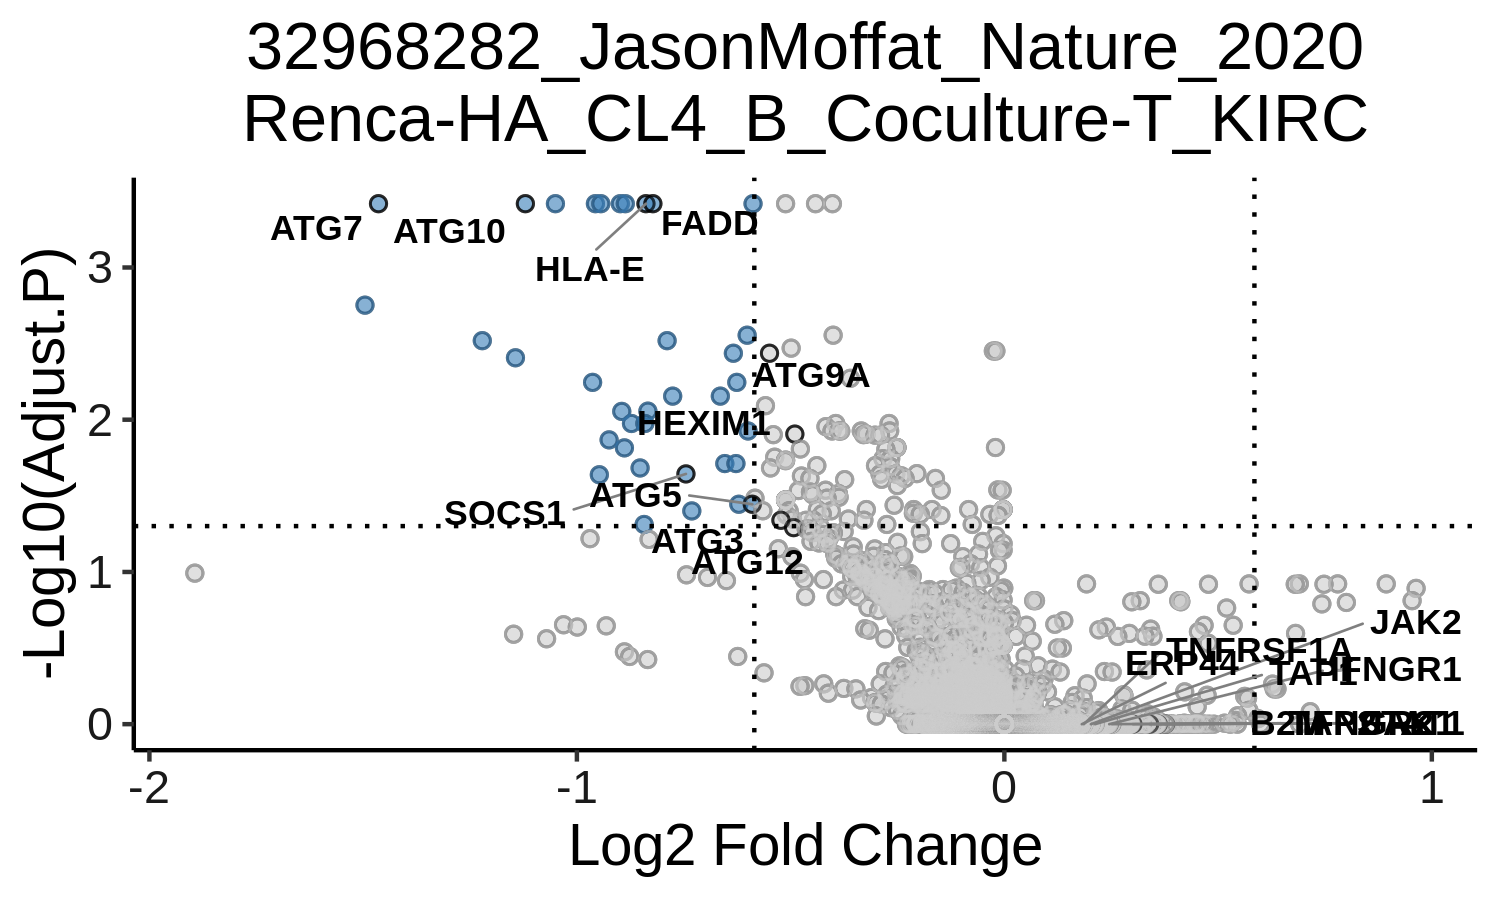 32968282_JasonMoffat_Nature_2020
Renca-HA_CL4_B_Coculture-T_KIRC
-Log10(Adjust.P)
3
2
1
0
ATG7
ATG10
FADD
HLA-E
ATG9A
HEXIM1
ATG5
SOCS1
ATG3
ATG12
JAK2
TNFRSF1A
ERP44
IFNGR1
TAP1
-2
-1
0
1
Log2 Fold Change